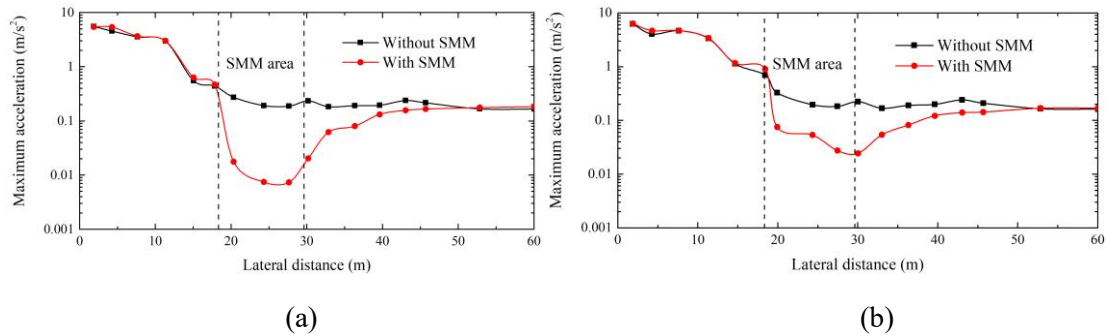 Maximum acceleration (m/s²)
10
1
0.1
0.01
0.001
SMM area
Without SMM
With SMM
0 10 20 30 40 50 60
Lateral distance (m)
(a)
Maximum acceleration (m/s²)
10
1
0.1
0.01
0.001
SMM area
Without SMM
With SMM
0 10 20 30 40 50 60
Lateral distance (m)
(b)